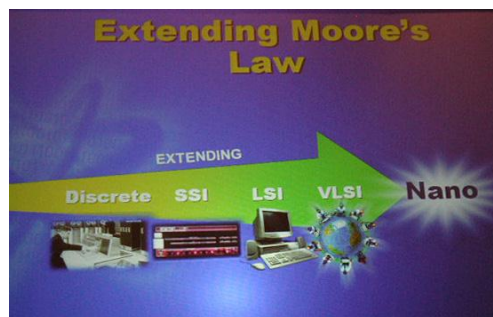 Extending Moore's
Law
EXTENDING
Discrete SSI LSI VLSI Nano